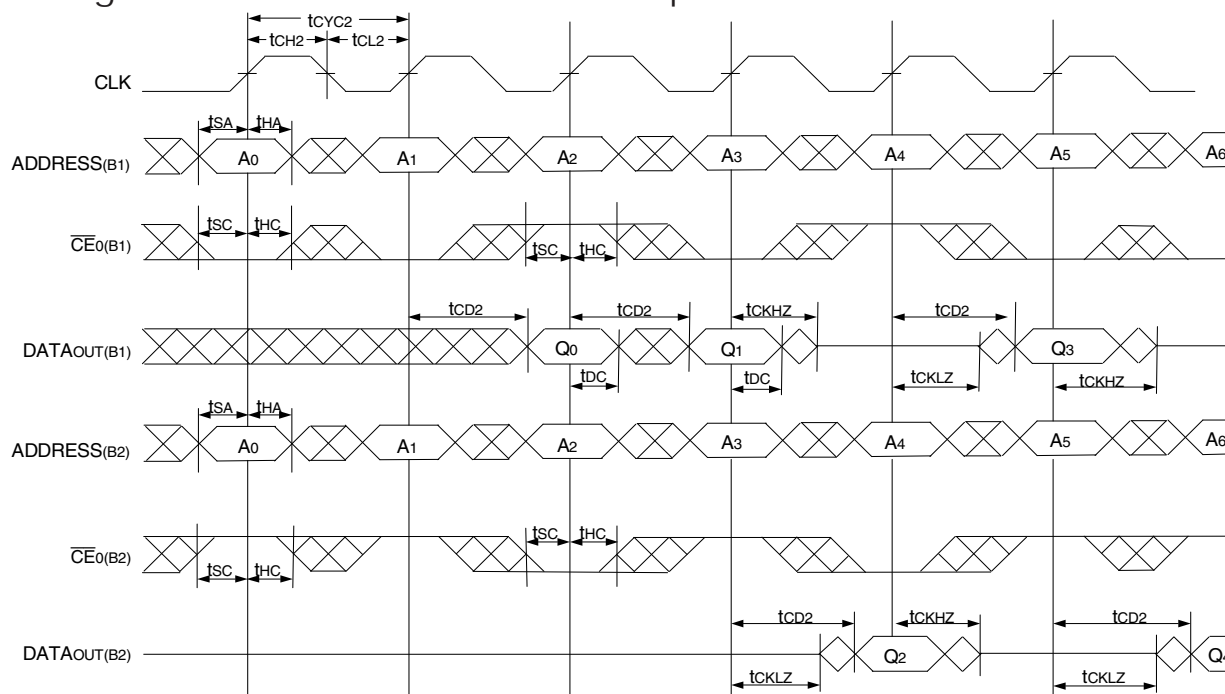 tCYC2
tCH2 tCL2
CLK
tSA tHA
ADDRESS(B1) A0 A1 A2 A3 A4 A5 A6
tSC tHC
CE0(B1)
tSC tHC
tCD2 tCD2 tCKHZ tCD2
DATAOUT(B1) Q0 Q1 Q3
tDC tDC tCKLZ tCKHZ
tSA tHA
ADDRESS(B2) A0 A1 A2 A3 A4 A5 A6
tSC tHC
CE0(B2)
tSC tHC
tCD2 tCKHZ tCD2
DATAOUT(B2) Q2 Q4
tCKLZ tCKLZ